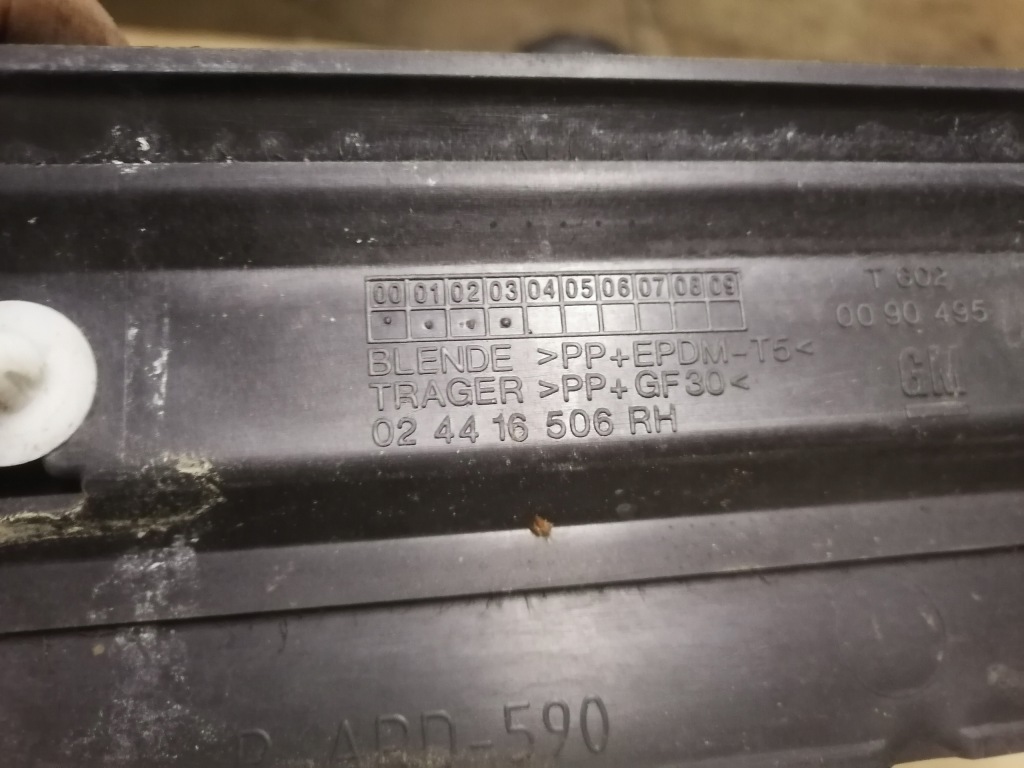 00 01 02 03 04 05 06 07 08 09
BLENDE >PP+EPDM-T5<
TRAGER >PP+GF30<
02 44 16 506 RH
T 602
00 90 495
GM
-590